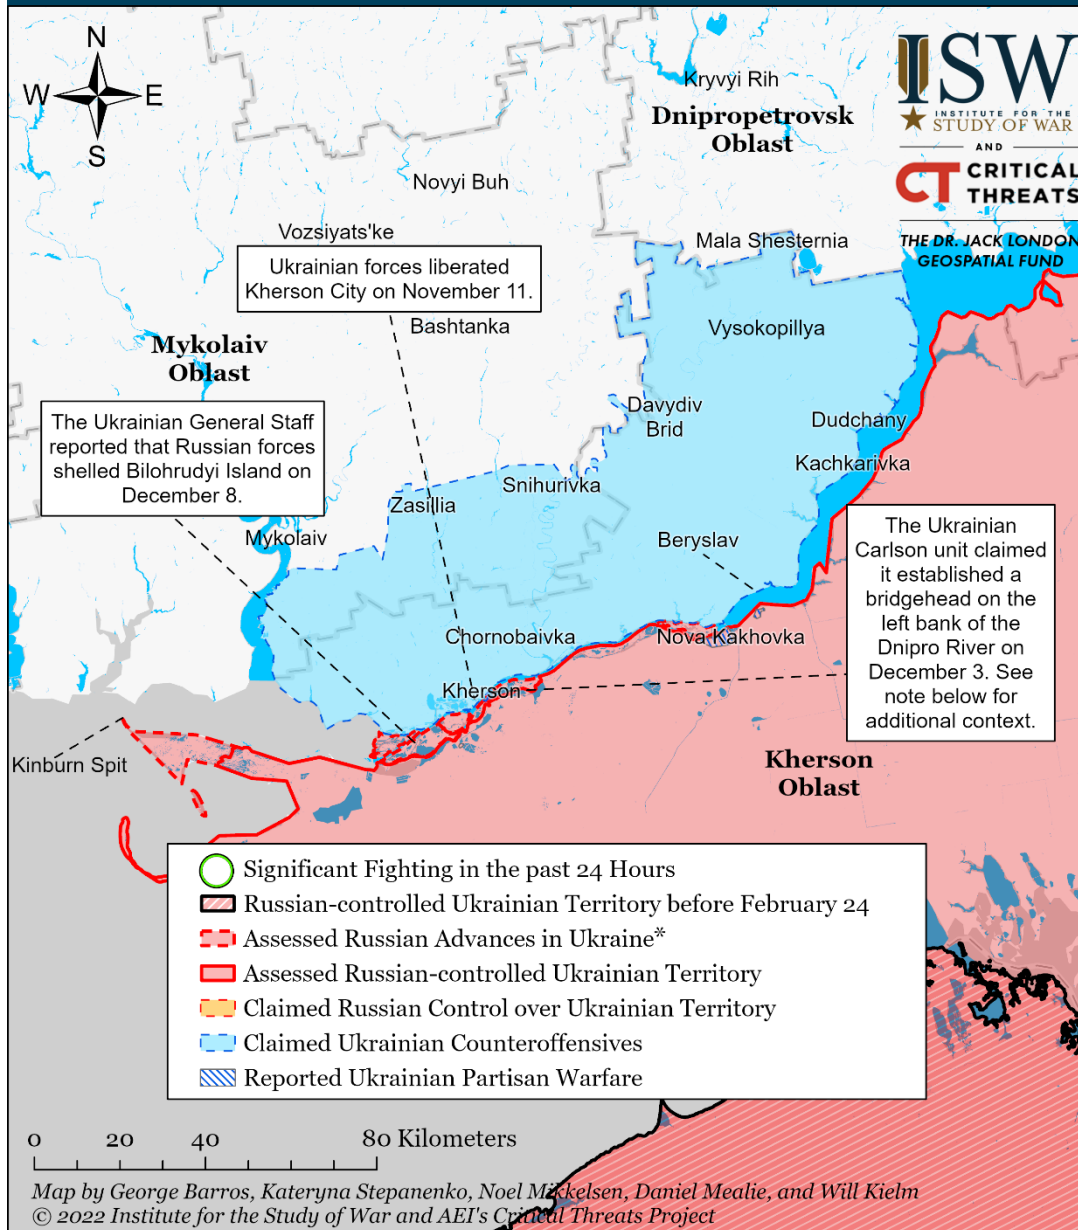 N
W E
S
Kryvyi Rih
Dnipropetrovsk
Oblast
ISW
INSTITUTE FOR THE
STUDY OF WAR
AND
CT CRITICAL
THREATS
THE DR. JACK LONDON
GEOSPATIAL FUND
Novyi Buh
Vozsiyats'ke
Mala Shesternia
Ukrainian forces liberated
Kherson City on November 11.
Bashtanka
Vysokopillya
Mykolaiv
Oblast
The Ukrainian General Staff
reported that Russian forces
shelled Bilohrudyi Island on
December 8.
Davydiv
Brid
Dudchany
Kachkarivka
Snihurivka
Zasillia
Mykolaiv
Beryslav
The Ukrainian
Carlson unit claimed
it established a
bridgehead on the
left bank of the
Dnipro River on
December 3. See
note below for
additional context.
Chornobaivka
Nova Kakhovka
Kherson
Kinburn Spit
Kherson
Oblast
Significant Fighting in the past 24 Hours
Russian-controlled Ukrainian Territory before February 24
Assessed Russian Advances in Ukraine*
Assessed Russian-controlled Ukrainian Territory
Claimed Russian Control over Ukrainian Territory
Claimed Ukrainian Counteroffensives
Reported Ukrainian Partisan Warfare
0 20 40 80 Kilometers
Map by George Barros, Kateryna Stepanenko, Noel Mikkelsen, Daniel Mealie, and Will Kielm
© 2022 Institute for the Study of War and AEI's Critical Threats Project